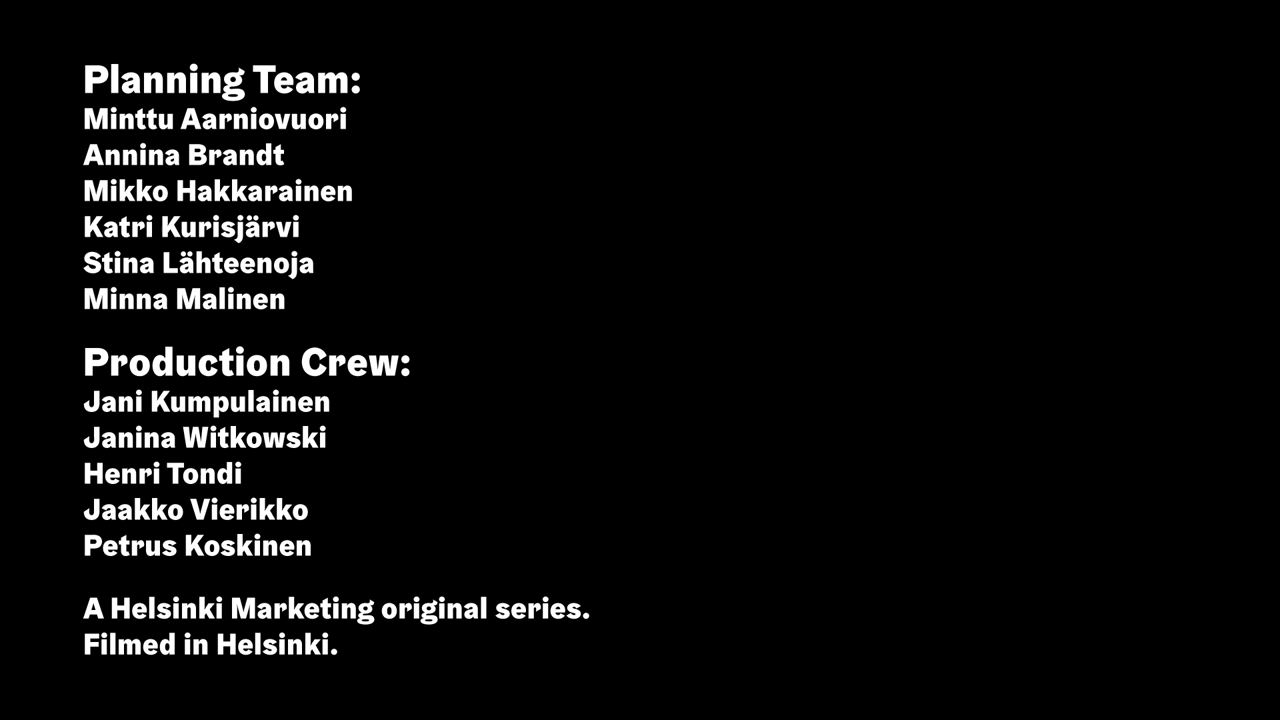 Planning Team:
Minttu Aarniovuori
Annina Brandt
Mikko Hakkarainen
Katri Kurisjärvi
Stina Lähteenoja
Minna Malinen
Production Crew:
Jani Kumpulainen
Janina Witkowski
Henri Tondi
Jaakko Vierikko
Petrus Koskinen
A Helsinki Marketing original series.
Filmed in Helsinki.